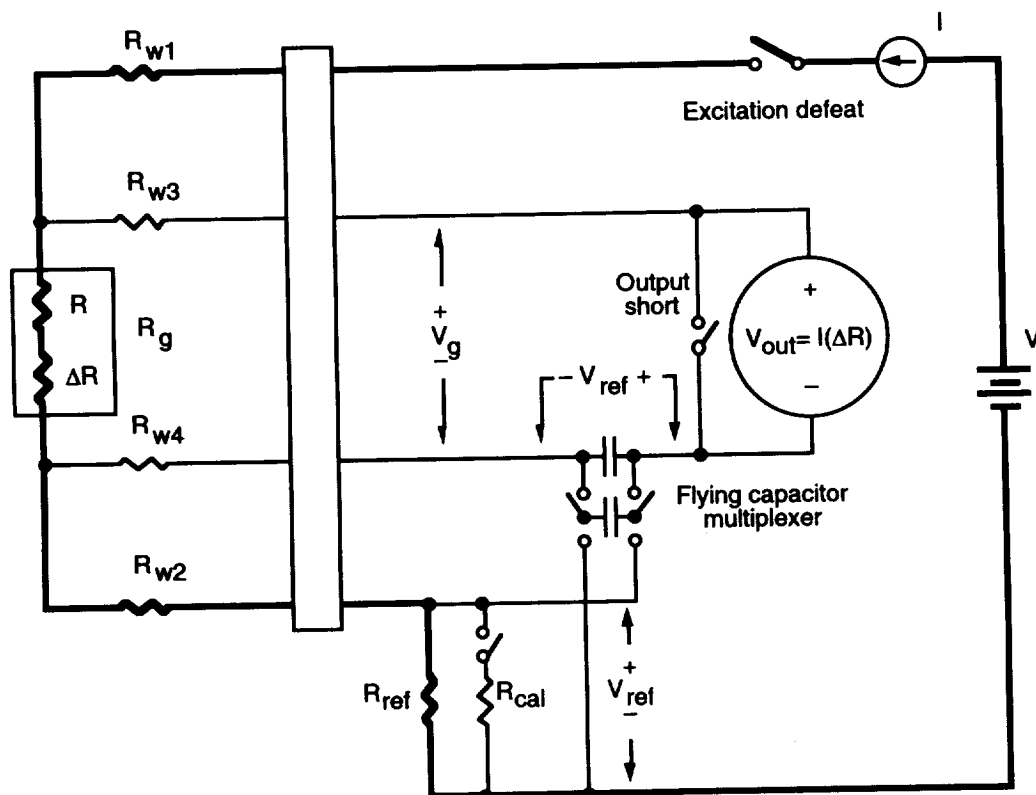 I
R_w1
Excitation defeat
R_w3
Output
short
R
R_g
+
V_g
−
+
V_out = I(ΔR)
−
V
ΔR
− V_ref +
R_w4
Flying capacitor
multiplexer
R_w2
R_ref
R_cal
+
V_ref
−